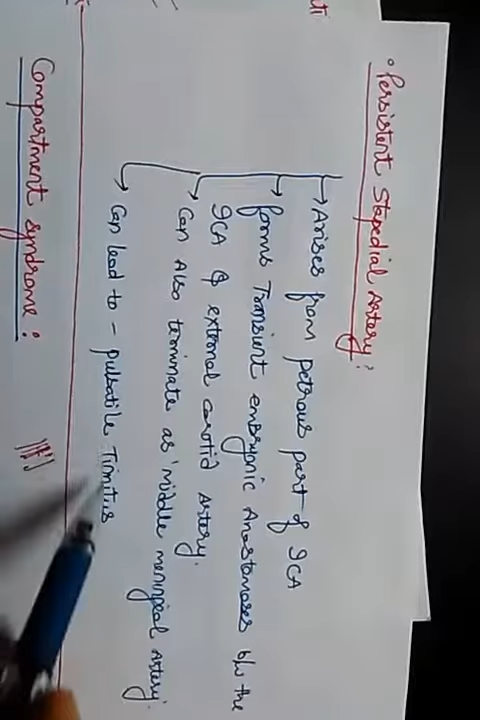 • Persistent Stapedial Artery:
→ Arises from petrous part of ICA
→ forms Transient embryonic Anastomoses b/w the
ICA & external carotid Artery.
→ Can Also terminate as 'middle meningeal Artery'.
→ Can lead to - pulsatile Tinnitus
Compartment syndrome: